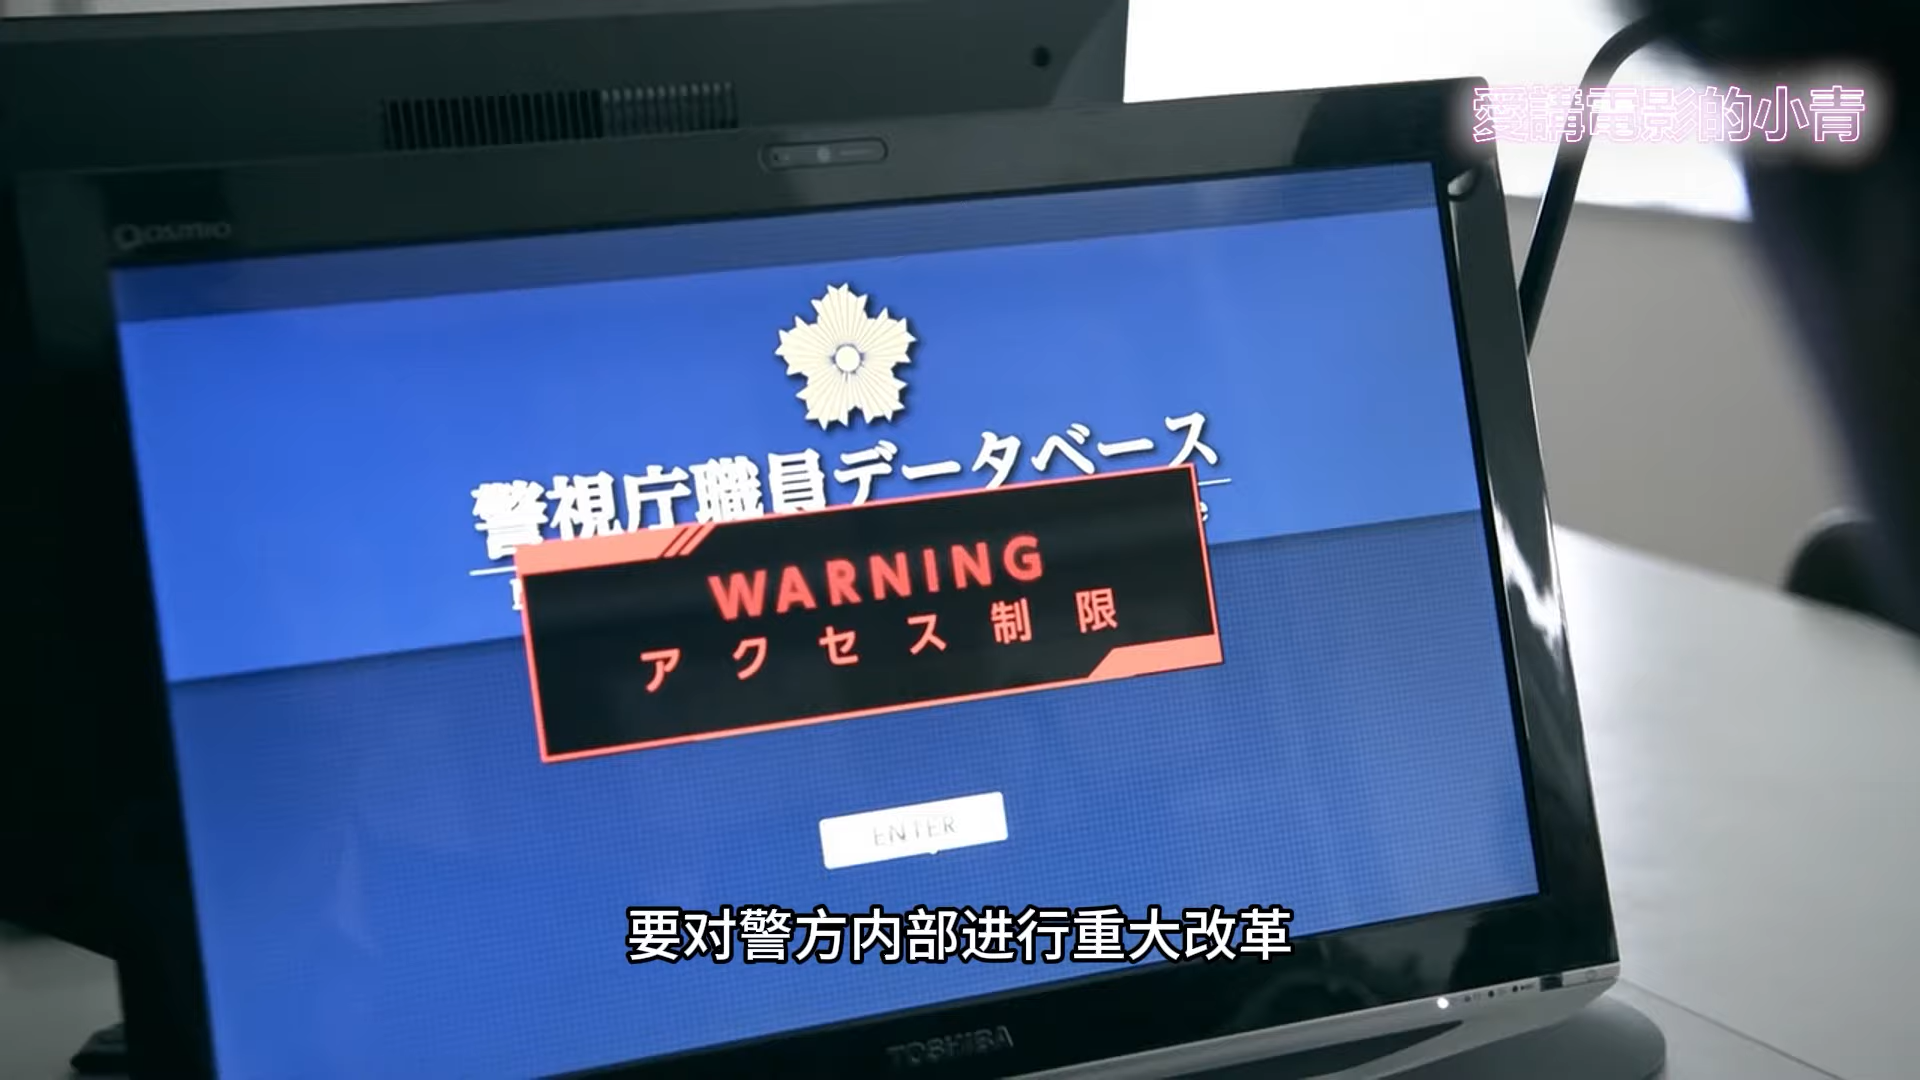 愛講電影的小青
Qosmio
警視庁職員データベース
WARNING
アクセス制限
ENTER
要对警方内部进行重大改革
TOSHIBA